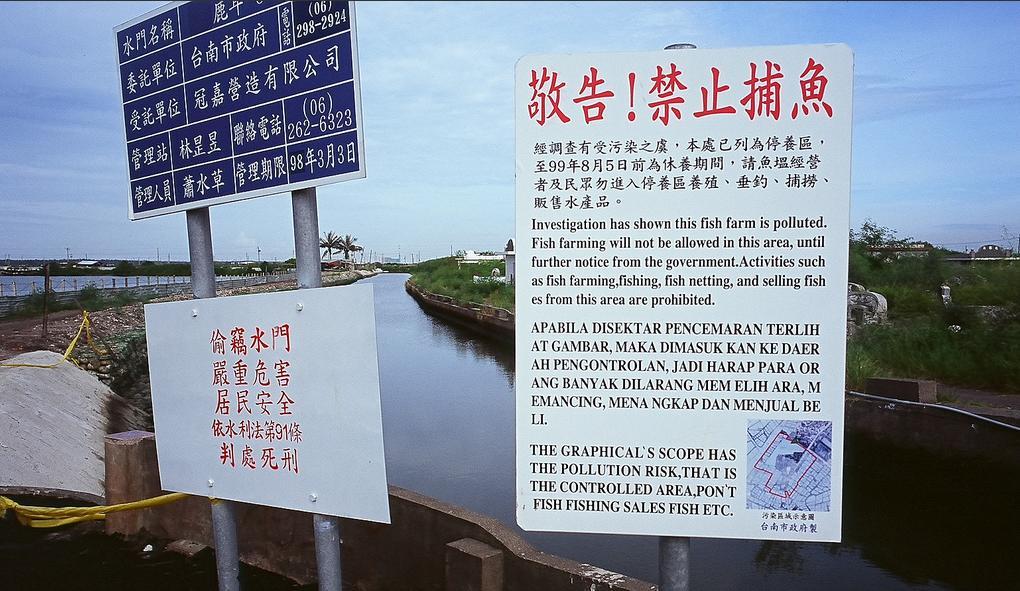 水門名稱
委託單位 台南市政府 電話 (06) 298-2924
受託單位 冠嘉營造有限公司
管理站 林昆昱 聯絡電話 (06) 262-6323
管理人員 蕭水草 管理期限 98年3月3日
偷竊水門
嚴重危害
居民安全
依水利法第91條
判處死刑
敬告!禁止捕魚
經調查有受污染之虞,本處已列為停養區,
至99年8月5日前為休養期間,請魚塭經營
者及民眾勿進入停養區養殖、垂釣、捕撈、
販售水產品。
Investigation has shown this fish farm is polluted.
Fish farming will not be allowed in this area, until
further notice from the government.Activities such
as fish farming,fishing, fish netting, and selling fish
es from this area are prohibited.
APABILA DISEKTAR PENCEMARAN TERLIH
AT GAMBAR, MAKA DIMASUK KAN KE DAER
AH PENGONTROLAN, JADI HARAP PARA OR
ANG BANYAK DILARANG MEM ELIH ARA, M
EMANCING, MENA NGKAP DAN MENJUAL BE
LI.
THE GRAPHICAL`S SCOPE HAS
THE POLLUTION RISK,THAT IS
THE CONTROLLED AREA,PON'T
FISH FISHING SALES FISH ETC.
污染區域示意圖
台南市政府製